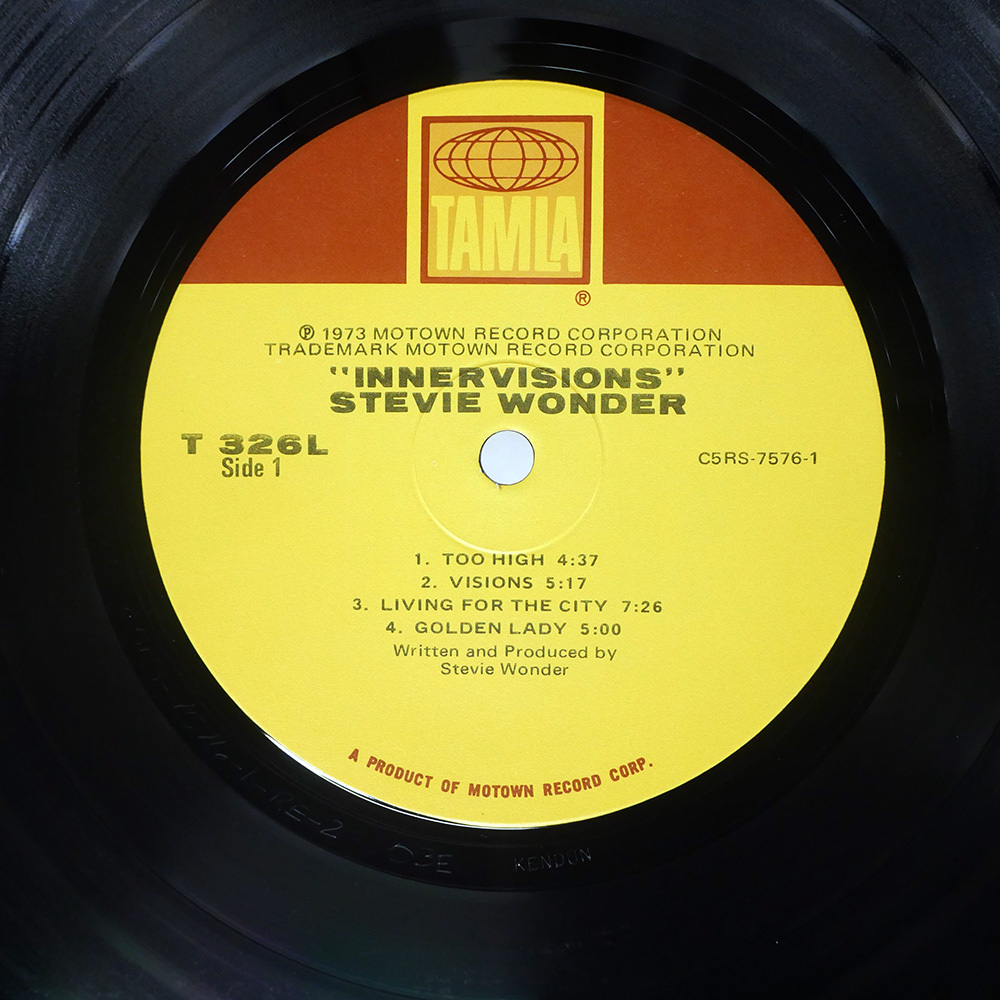 TAMLA
®
℗ 1973 MOTOWN RECORD CORPORATION
TRADEMARK MOTOWN RECORD CORPORATION
"INNERVISIONS"
STEVIE WONDER
T 326L
Side 1
C5RS-7576-1
1. TOO HIGH 4:37
2. VISIONS 5:17
3. LIVING FOR THE CITY 7:26
4. GOLDEN LADY 5:00
Written and Produced by
Stevie Wonder
A PRODUCT OF MOTOWN RECORD CORP.
KENDUN